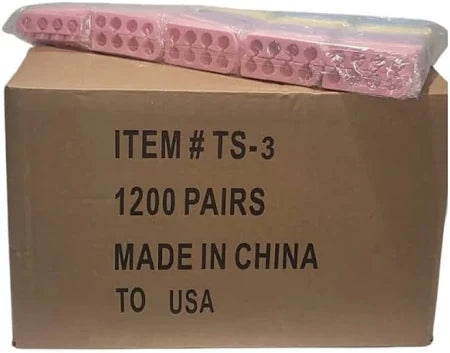 ITEM # TS-3
1200 PAIRS
MADE IN CHINA
TO USA